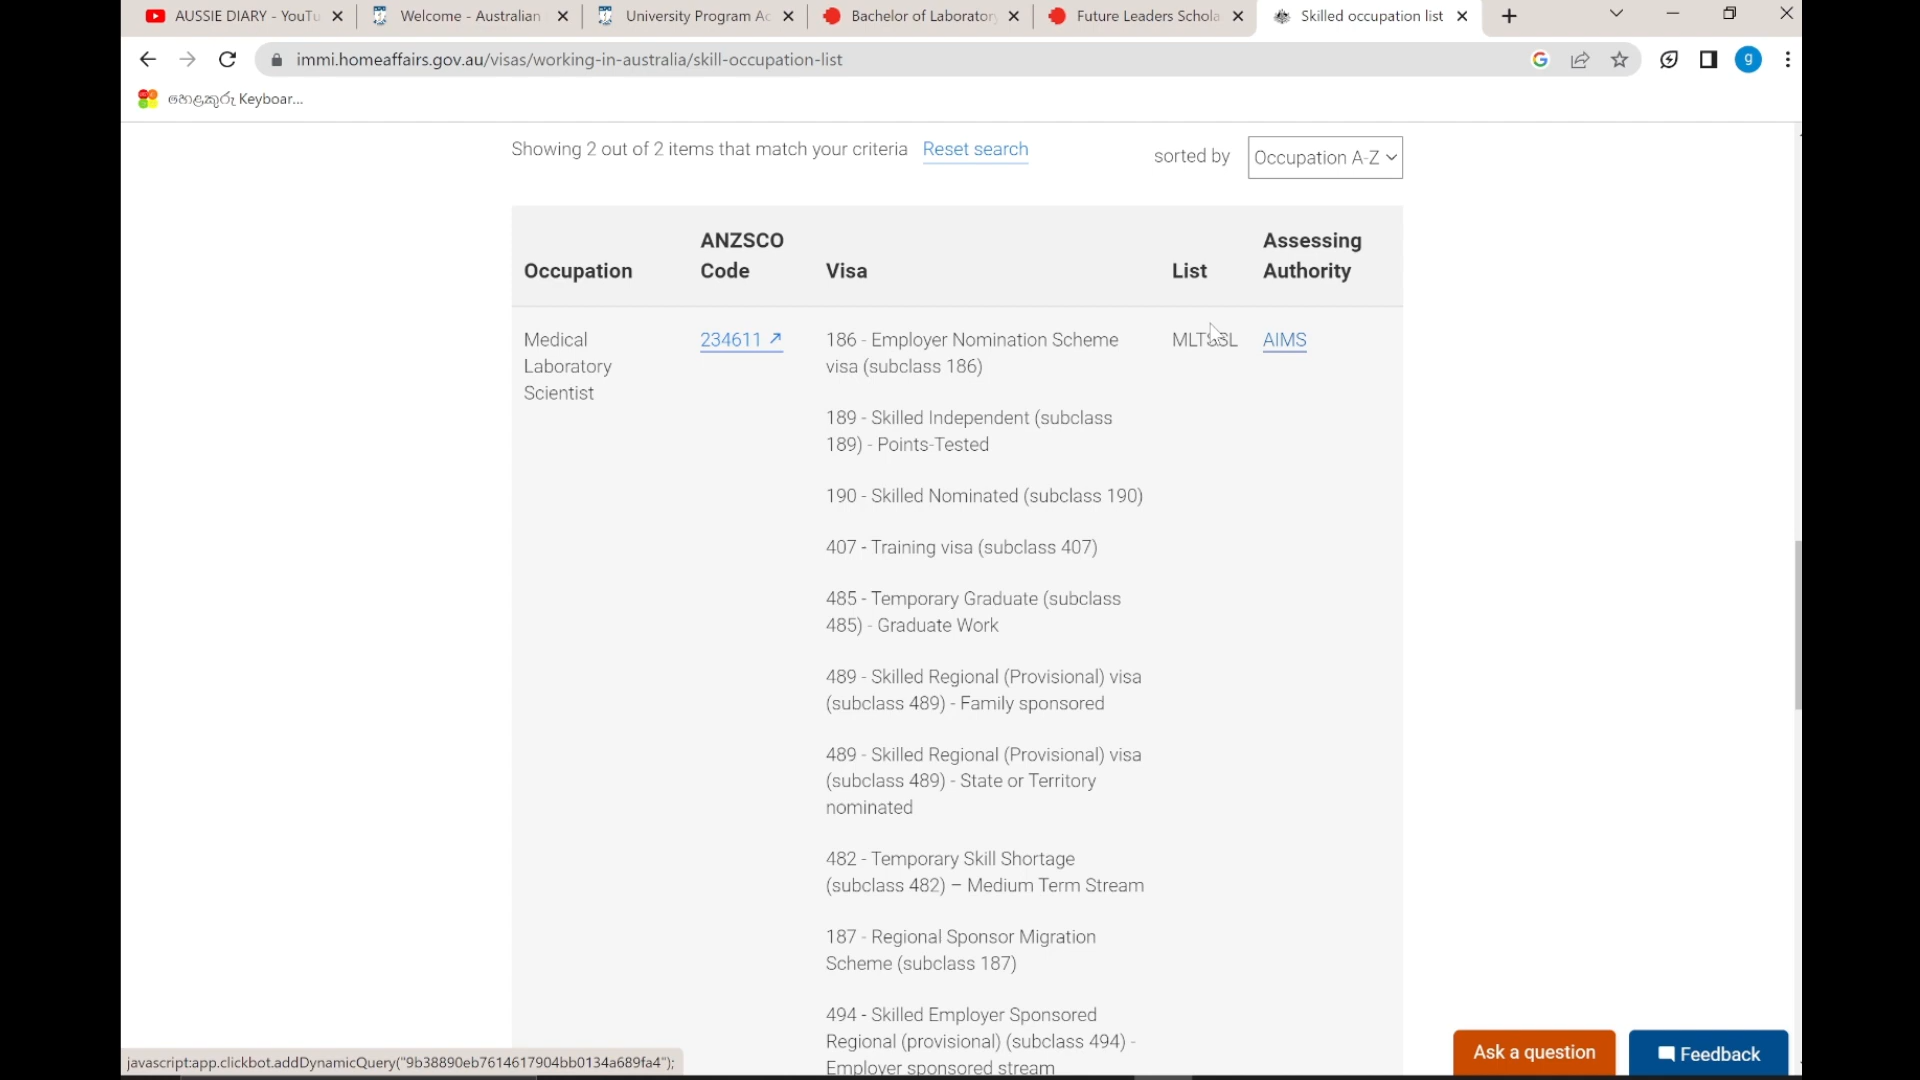 AUSSIE DIARY - YouTu
Welcome - Australian
University Program Ac
Bachelor of Laborator
Future Leaders Schola
Skilled occupation list
immi.homeaffairs.gov.au/visas/working-in-australia/skill-occupation-list
g
හෙළකුරු Keyboar...
Showing 2 out of 2 items that match your criteria Reset search
sorted by Occupation A-Z
Occupation
ANZSCO
Code
Visa
List
Assessing
Authority
Medical
Laboratory
Scientist
234611
186 - Employer Nomination Scheme
visa (subclass 186)
189 - Skilled Independent (subclass
189) - Points-Tested
190 - Skilled Nominated (subclass 190)
407 - Training visa (subclass 407)
485 - Temporary Graduate (subclass
485) - Graduate Work
489 - Skilled Regional (Provisional) visa
(subclass 489) - Family sponsored
489 - Skilled Regional (Provisional) visa
(subclass 489) - State or Territory
nominated
482 - Temporary Skill Shortage
(subclass 482) – Medium Term Stream
187 - Regional Sponsor Migration
Scheme (subclass 187)
494 - Skilled Employer Sponsored
Regional (provisional) (subclass 494) -
Employer sponsored stream
MLTSSL
AIMS
Ask a question
Feedback
javascript:app.clickbot.addDynamicQuery("9b38890eb7614617904bb0134a689fa4");